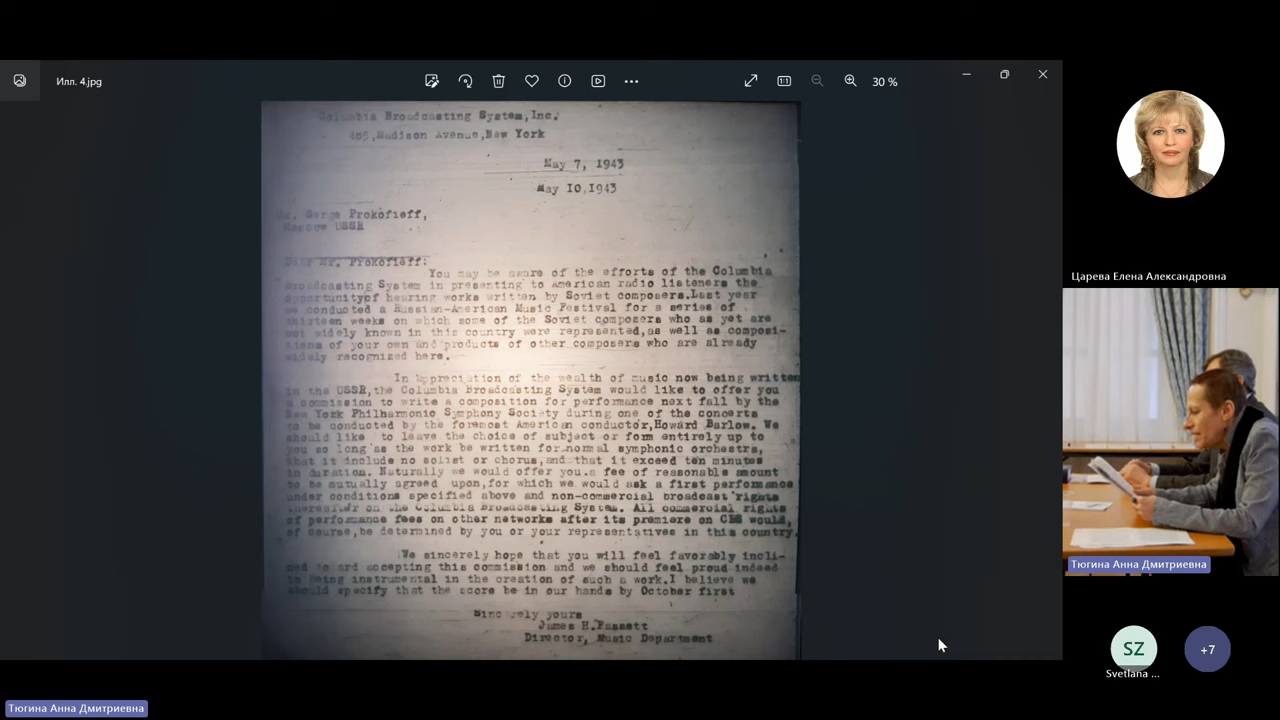 Илл. 4.jpg
30 %
Columbia Broadcasting System,Inc.
485,Madison Avenue,New York
May 7, 1943
May 10,1943
Mr. Serge Prokofieff,
Moscow USSR
Dear Mr. Prokofieff:
You may be aware of the efforts of the Columbia
Broadcasting System in presenting to American radio listeners the
opportunityof hearing works written by Soviet composers.Last year
we conducted a Russian-American Music Festival for a series of
thirteen weeks on which some of the Soviet composers who as yet are
not widely known in this country were represented,as well as composi-
tions of your own and products of other composers who are already
widely recognized here.
In appreciation of the wealth of music now being written
in the USSR,the Columbia Broadcasting System would like to offer you
a commission to write a composition for performance next fall by the
New York Philharmonic Symphony Society during one of the concerts
to be conducted by the foremost American conductor,Howard Barlow. We
should like to leave the choice of subject or form entirely up to
you so long as the work be written for normal symphonic orchestra,
that it include no solist or chorus,and that it exceed ten minutes
in duration. Naturally we would offer you a fee of reasonable amount
to be mutually agreed upon,for which we would ask a first performance
under conditions specified above and non-commercial broadcast rights
thereafter on the Columbia Broadcasting System. All commercial rights
of performance fees on other networks after its premiere on CBS would,
of course,be determined by you or your representatives in this country.
We sincerely hope that you will feel favorably incli-
ned to ard accepting this commission and we should feel proud indeed
in being instrumental in the creation of such a work.I believe we
should specify that the score be in our hands by October first
Sincerely yours
James H.Fassett
Director, Music Department
Царева Елена Александровна
Тюгина Анна Дмитриевна
SZ
Svetlana ...
+7
Тюгина Анна Дмитриевна